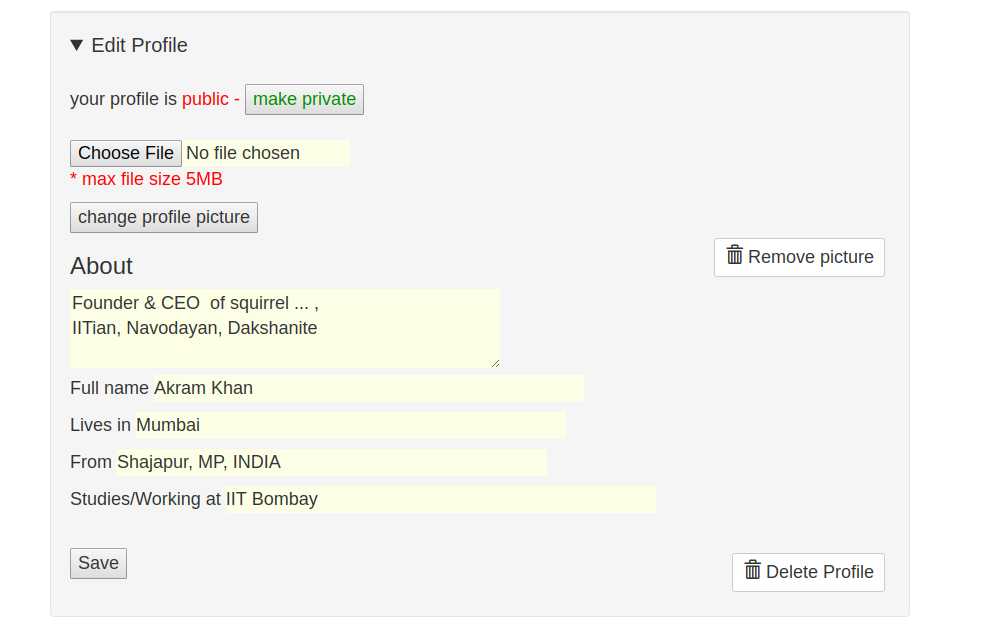 ▼ Edit Profile
your profile is public - make private
Choose File No file chosen
* max file size 5MB
change profile picture
Remove picture
About
Founder & CEO  of squirrel ... ,
IITian, Navodayan, Dakshanite
Full name Akram Khan
Lives in Mumbai
From Shajapur, MP, INDIA
Studies/Working at IIT Bombay
Save
Delete Profile